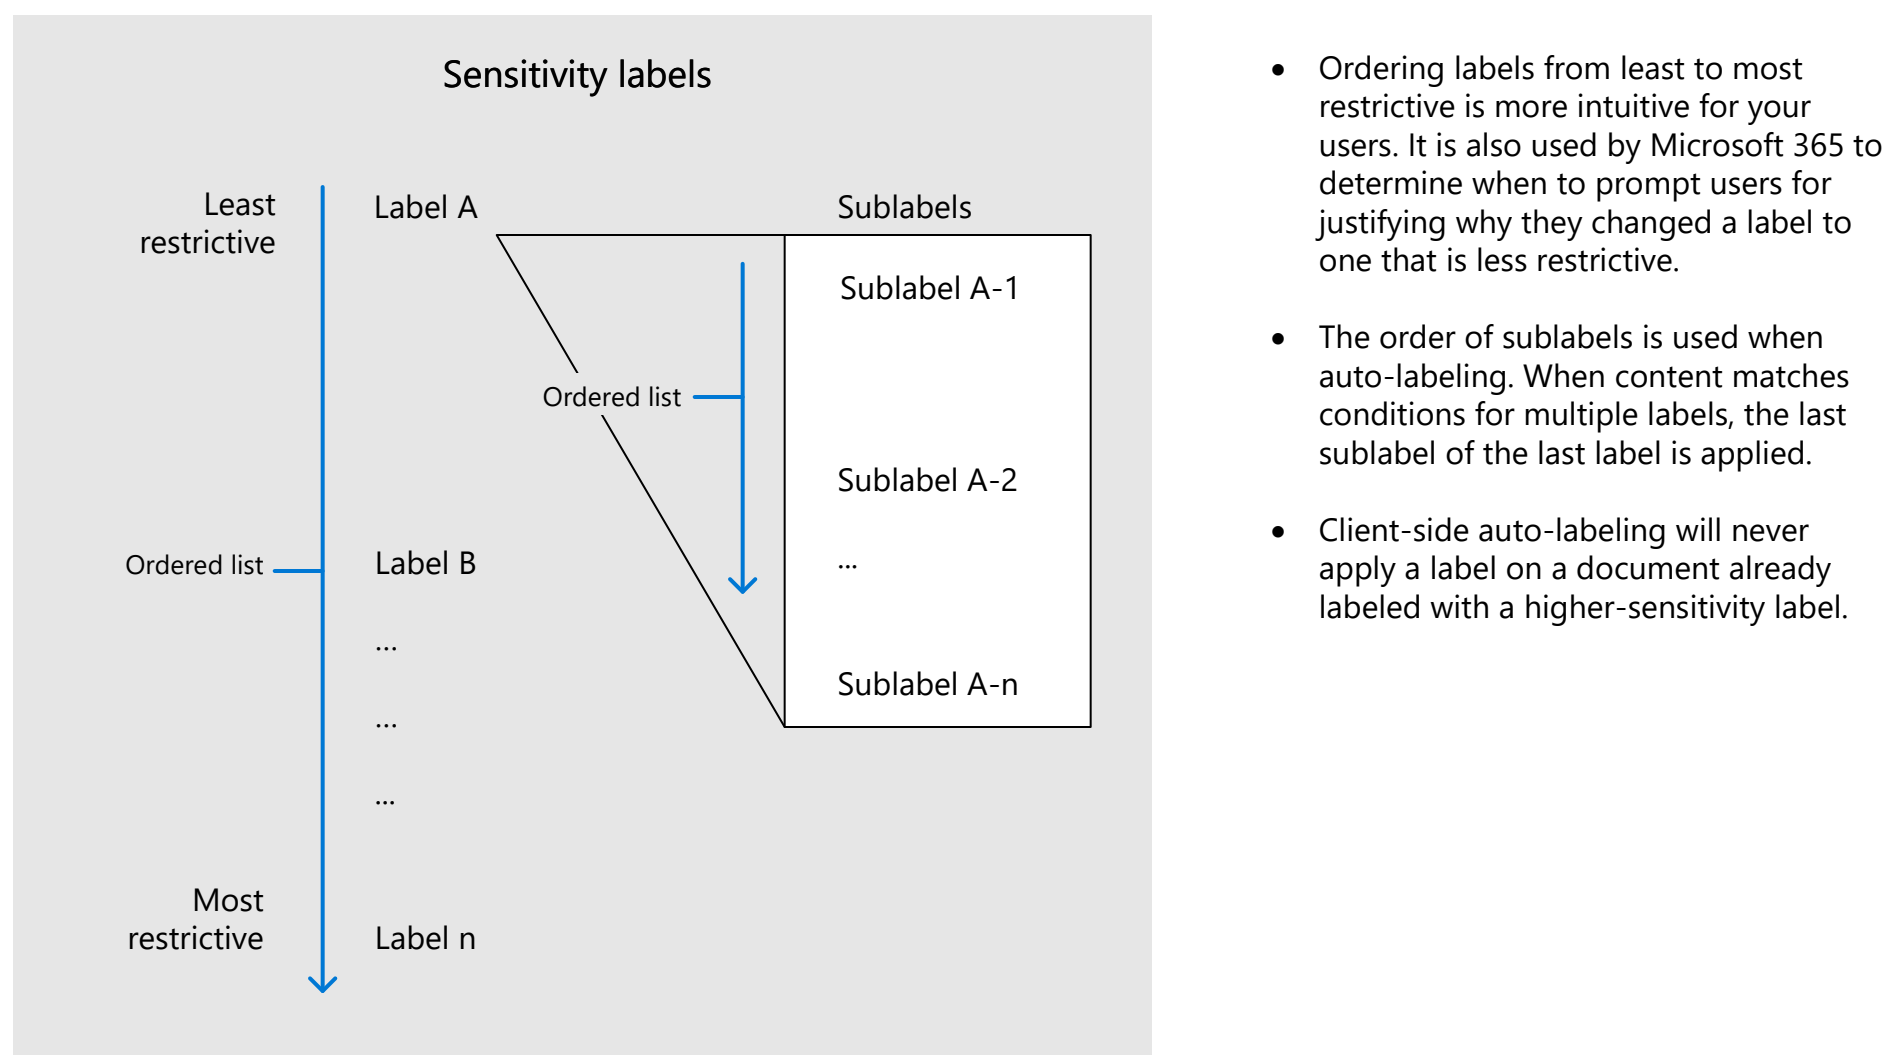 Sensitivity labels
Least
restrictive
Label A
Sublabels
Sublabel A-1
Ordered list
Sublabel A-2
...
Sublabel A-n
Ordered list
Label B
...
...
...
Most
restrictive
Label n
• Ordering labels from least to most
restrictive is more intuitive for your
users. It is also used by Microsoft 365 to
determine when to prompt users for
justifying why they changed a label to
one that is less restrictive.
• The order of sublabels is used when
auto-labeling. When content matches
conditions for multiple labels, the last
sublabel of the last label is applied.
• Client-side auto-labeling will never
apply a label on a document already
labeled with a higher-sensitivity label.